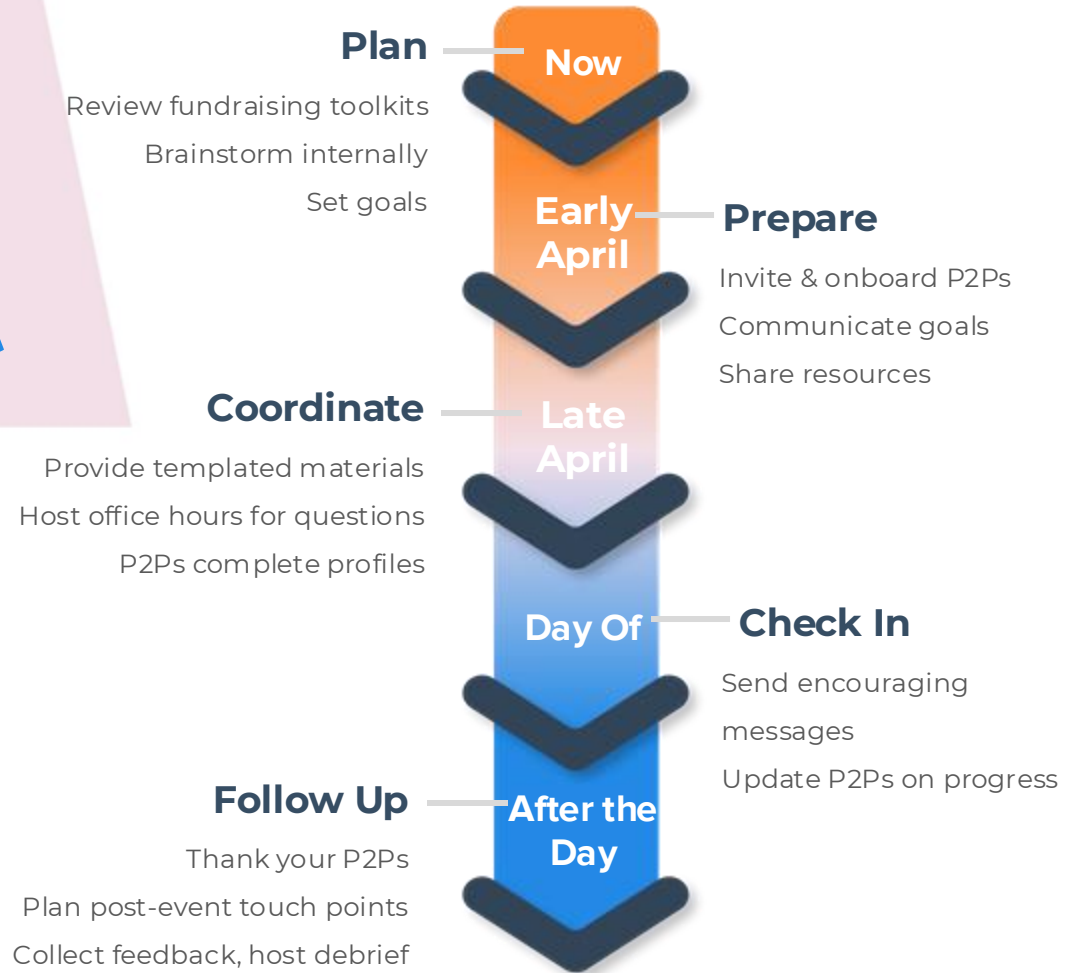 Plan
Now
Review fundraising toolkits
Brainstorm internally
Set goals
Early
April
Prepare
Invite & onboard P2Ps
Communicate goals
Share resources
Coordinate
Late
April
Provide templated materials
Host office hours for questions
P2Ps complete profiles
Day Of
Check In
Send encouraging
messages
Update P2Ps on progress
Follow Up
After the
Day
Thank your P2Ps
Plan post-event touch points
Collect feedback, host debrief